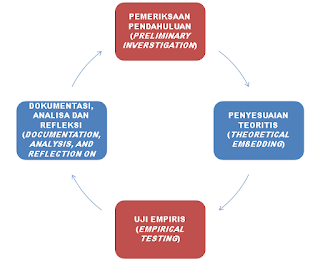 PEMERIKSAAN
PENDAHULUAN
(PRELIMINARY
INVERSTIGATION)
PENYESUAIAN
TEORITIS
(THEORETICAL
EMBEDDING)
UJI EMPIRIS
(EMPIRICAL
TESTING)
DOKUMENTASI,
ANALISA DAN
REFLEKSI
(DOCUMENTATION,
ANALYSIS, AND
REFLECTION ON